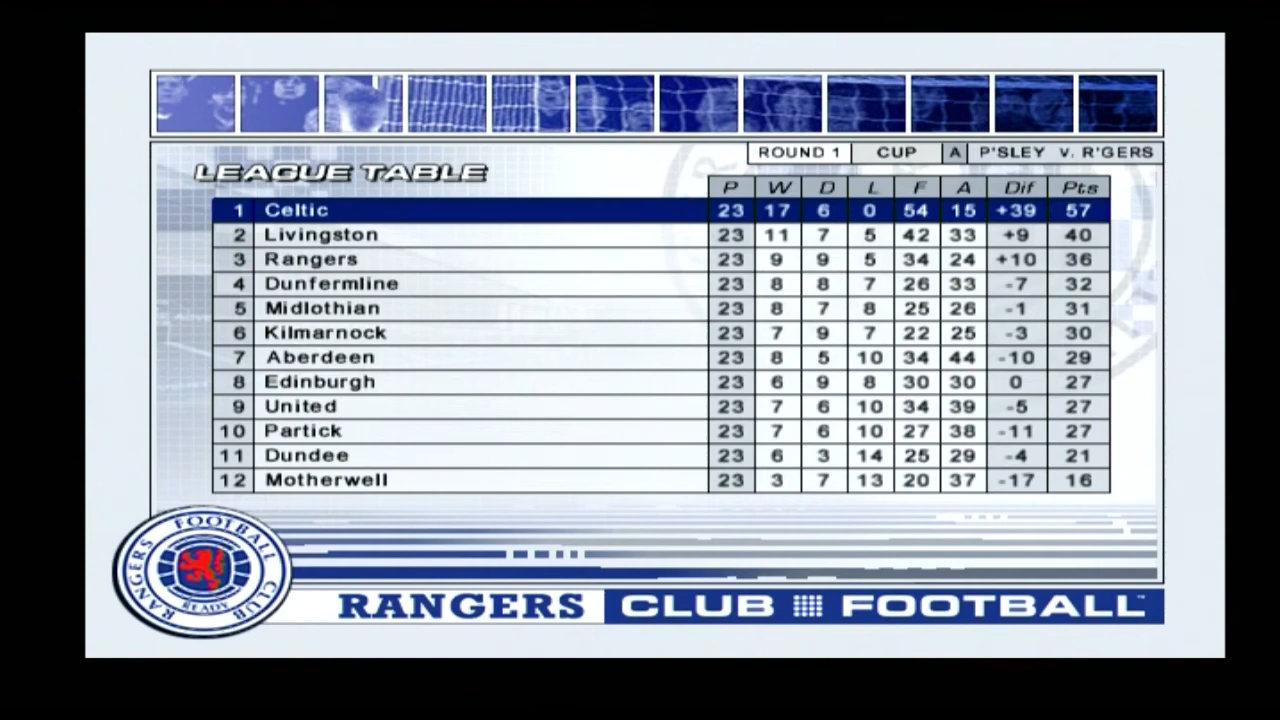 ROUND 1 CUP A P'SLEY V. R'GERS
LEAGUE TABLE
P W D L F A Dif Pts
1 Celtic 23 17 6 0 54 15 +39 57
2 Livingston 23 11 7 5 42 33 +9 40
3 Rangers 23 9 9 5 34 24 +10 36
4 Dunfermline 23 8 8 7 26 33 -7 32
5 Midlothian 23 8 7 8 25 26 -1 31
6 Kilmarnock 23 7 9 7 22 25 -3 30
7 Aberdeen 23 8 5 10 34 44 -10 29
8 Edinburgh 23 6 9 8 30 30 0 27
9 United 23 7 6 10 34 39 -5 27
10 Partick 23 7 6 10 27 38 -11 27
11 Dundee 23 6 3 14 25 29 -4 21
12 Motherwell 23 3 7 13 20 37 -17 16
RANGERS FOOTBALL CLUB
READY
RANGERS CLUB FOOTBALL™